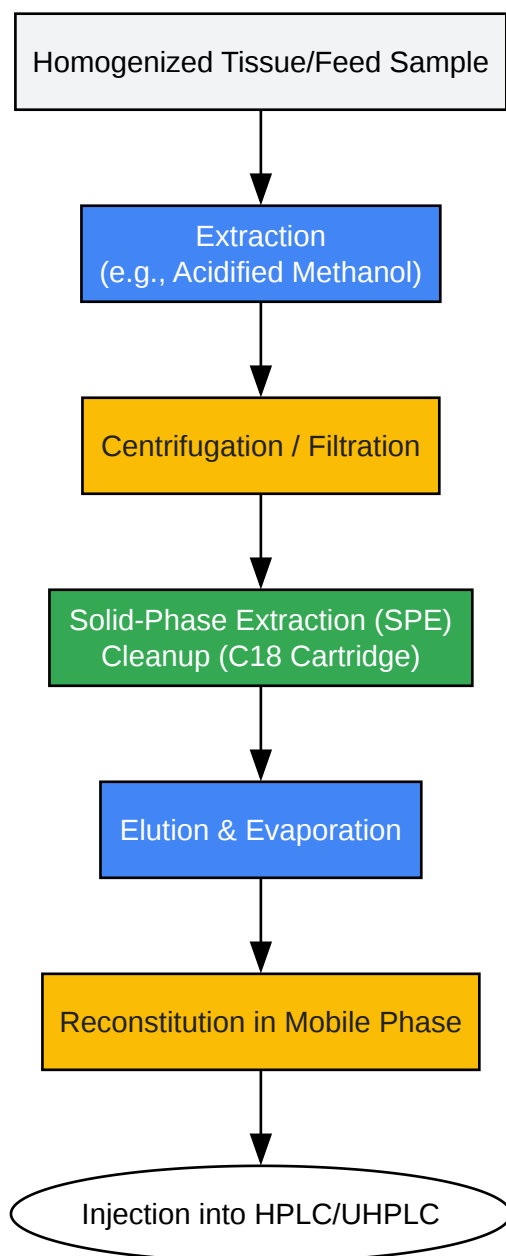 Homogenized Tissue/Feed Sample
Extraction
(e.g., Acidified Methanol)
Centrifugation / Filtration
Solid-Phase Extraction (SPE)
Cleanup (C18 Cartridge)
Elution & Evaporation
Reconstitution in Mobile Phase
Injection into HPLC/UHPLC